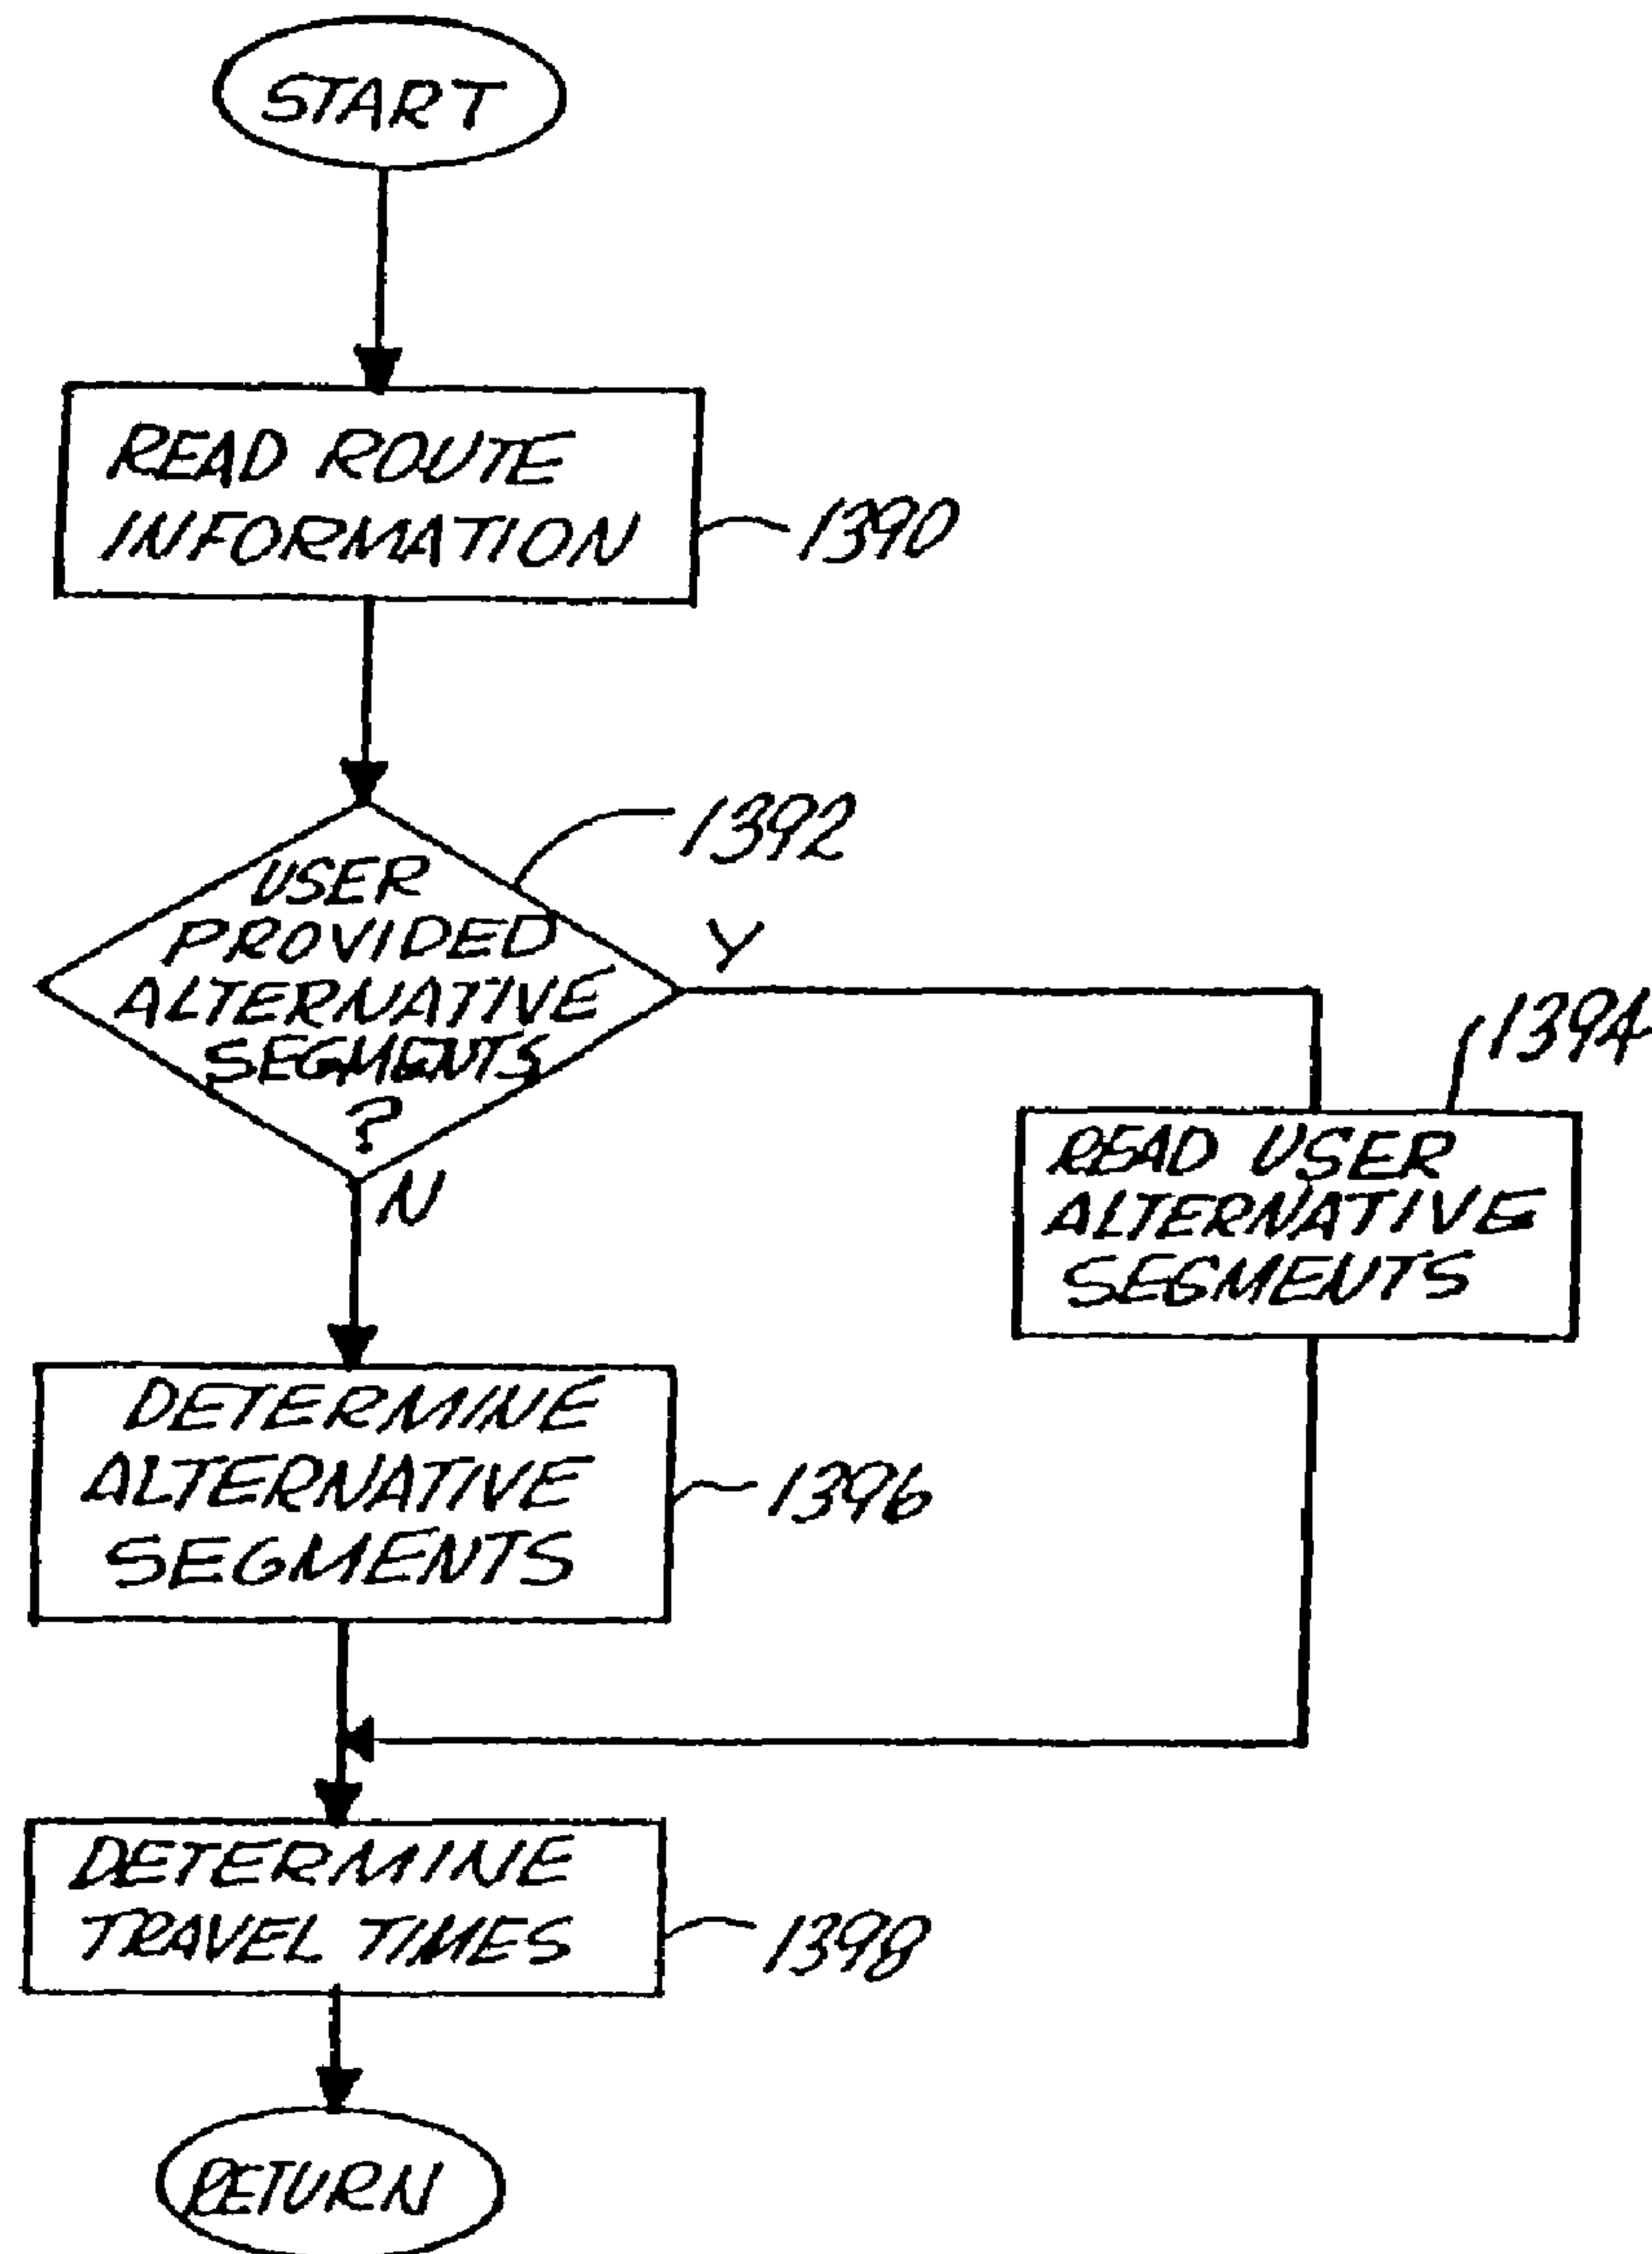 START
READ ROUTE
INFORMATION
1390
1392
USER
PROVIDED
ALTERNATIVE
SEGMENTS
?
Y
N
1394
READ USER
ALTERNATIVE
SEGMENTS
DETERMINE
ALTERNATIVE
SEGMENTS
1396
DETERMINE
TRAVEL TIMES
1398
RETURN